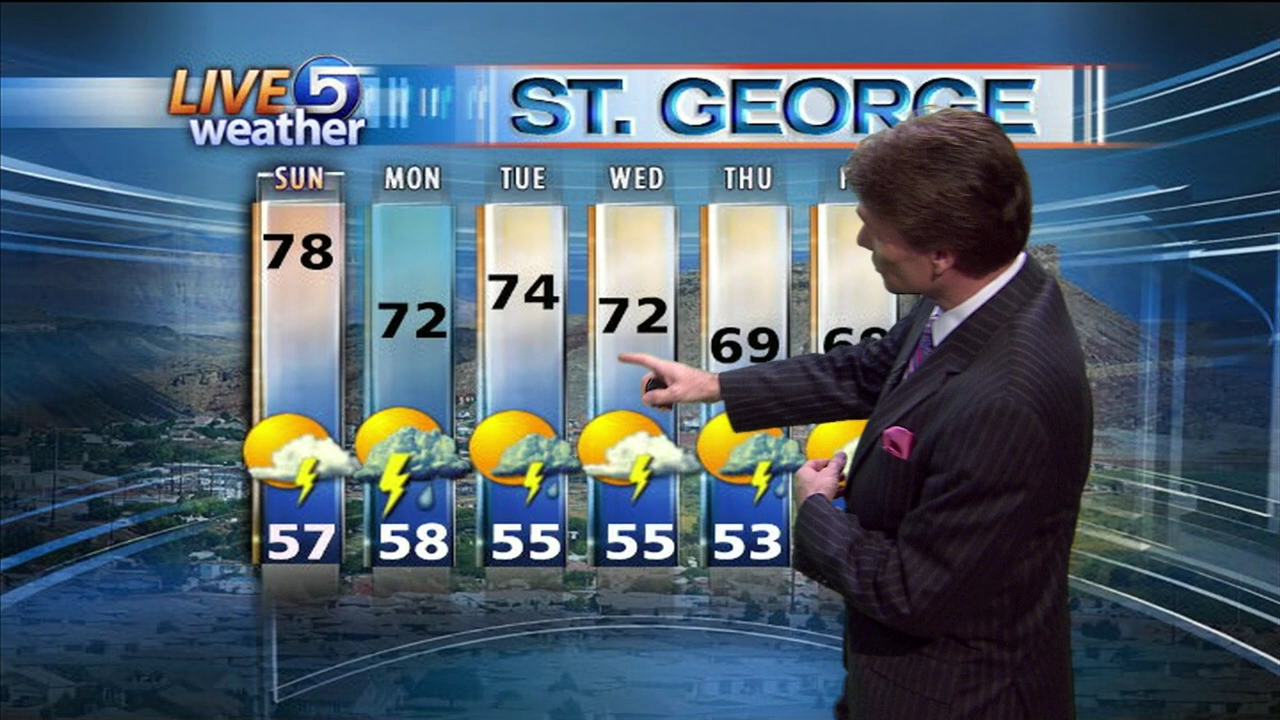 LIVE 5
weather
ST. GEORGE
SUN MON TUE WED THU
78 72 74 72 69
57 58 55 55 53